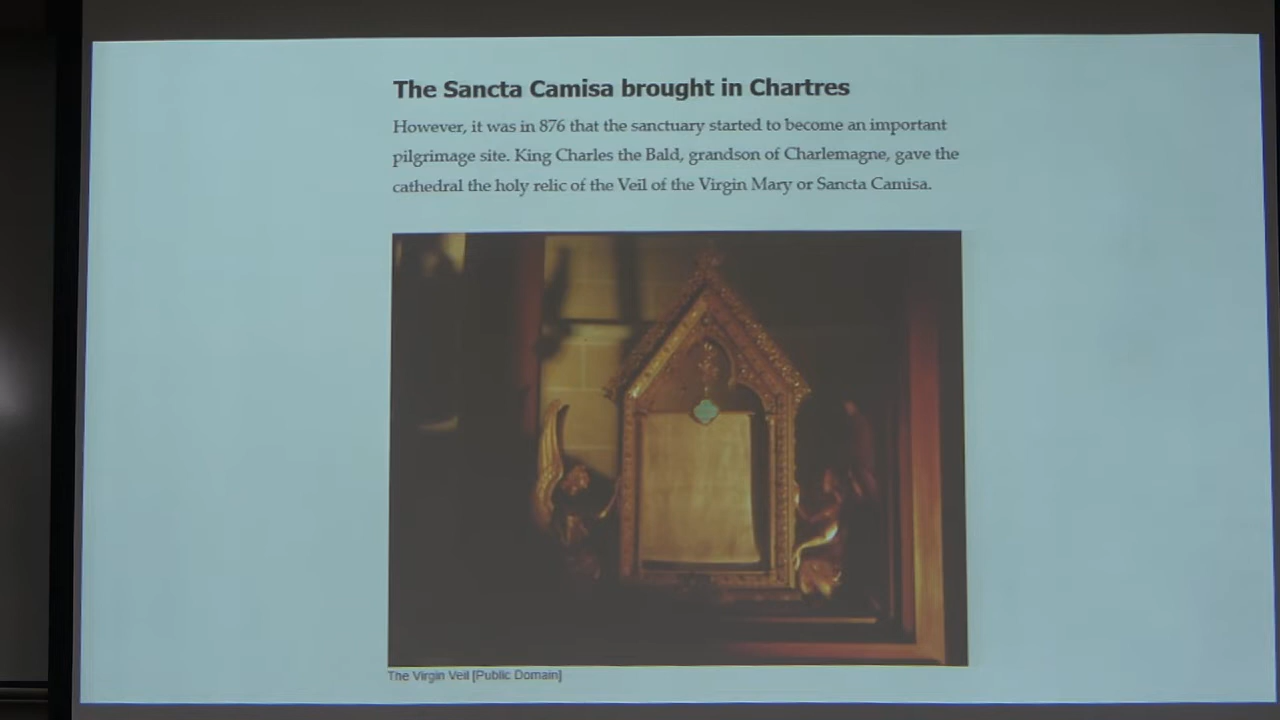 The Sancta Camisa brought in Chartres
However, it was in 876 that the sanctuary started to become an important
pilgrimage site. King Charles the Bald, grandson of Charlemagne, gave the
cathedral the holy relic of the Veil of the Virgin Mary or Sancta Camisa.
The Virgin Veil [Public Domain]